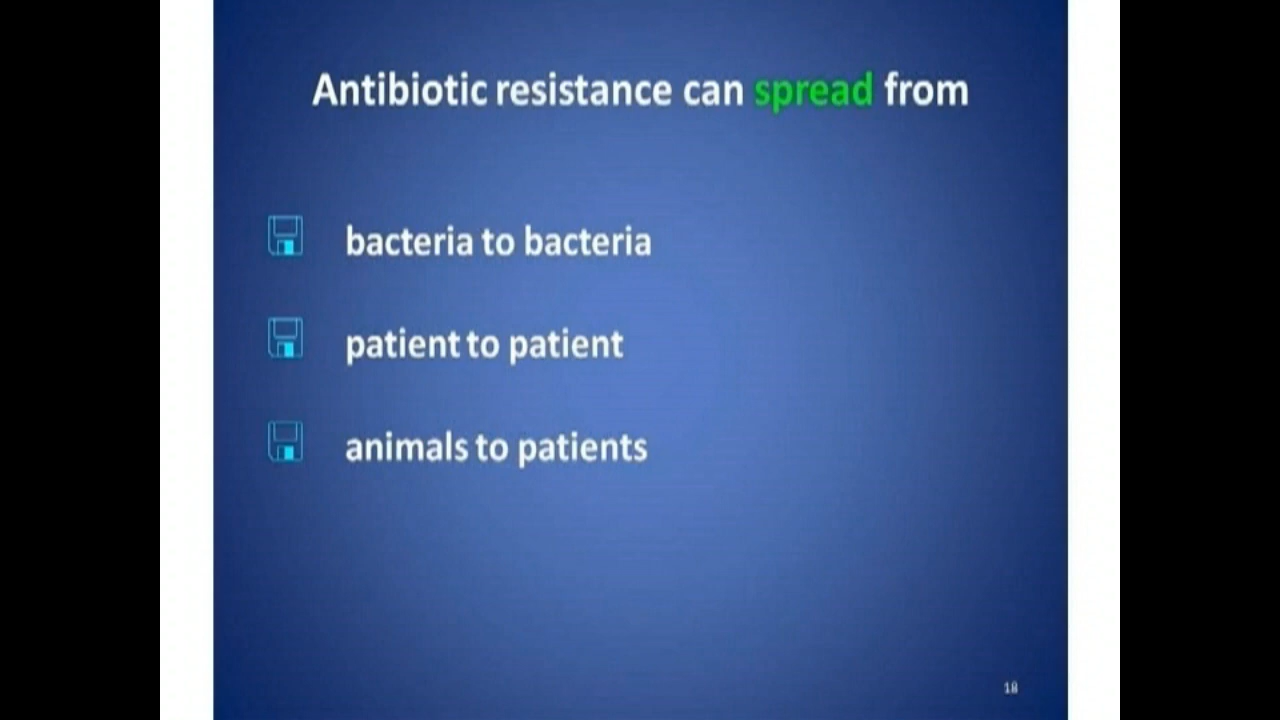 Antibiotic resistance can spread from
bacteria to bacteria
patient to patient
animals to patients
18